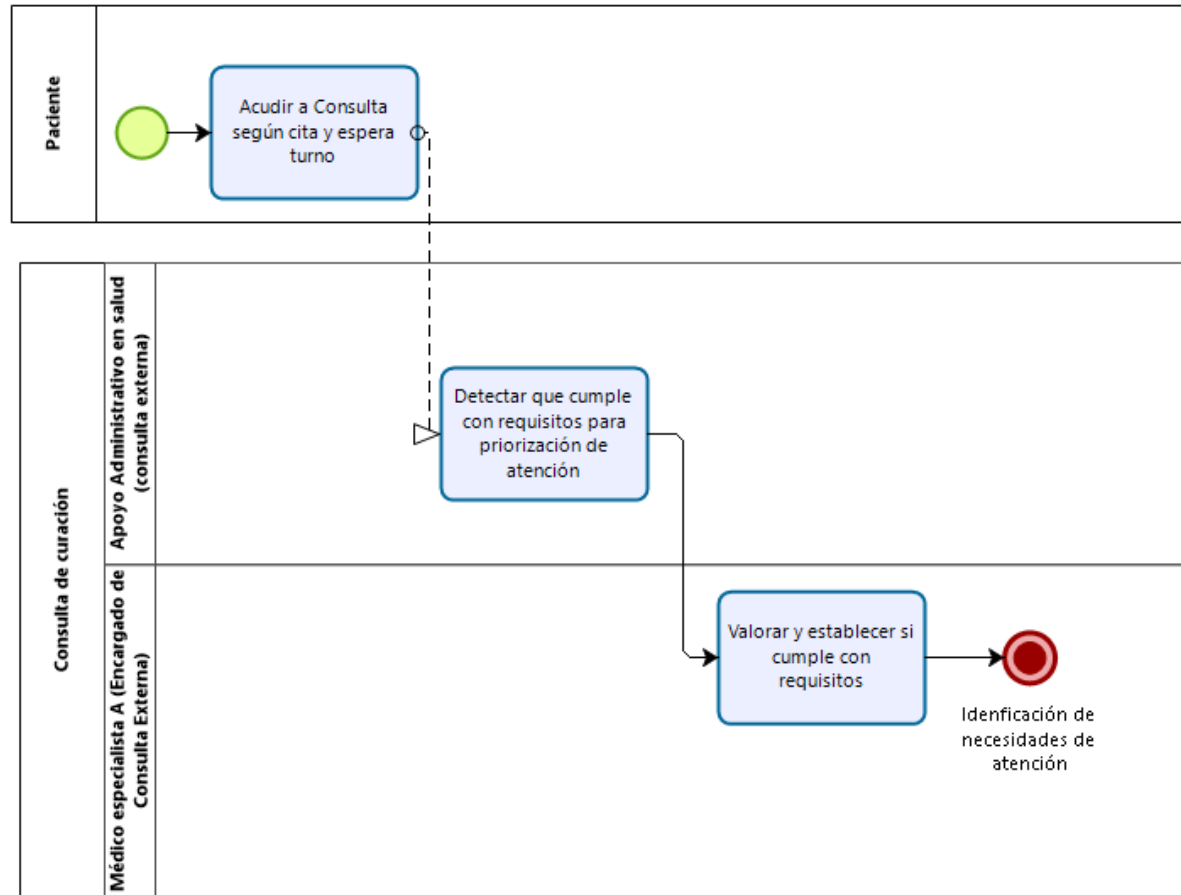 Paciente
Acudir a Consulta
según cita y espera
turno
Consulta de curación
Apoyo Administrativo en salud
(consulta externa)
Detectar que cumple
con requisitos para
priorización de
atención
Médico especialista A (Encargado de
Consulta Externa)
Valorar y establecer si
cumple con
requisitos
Idenficación de
necesidades de
atención